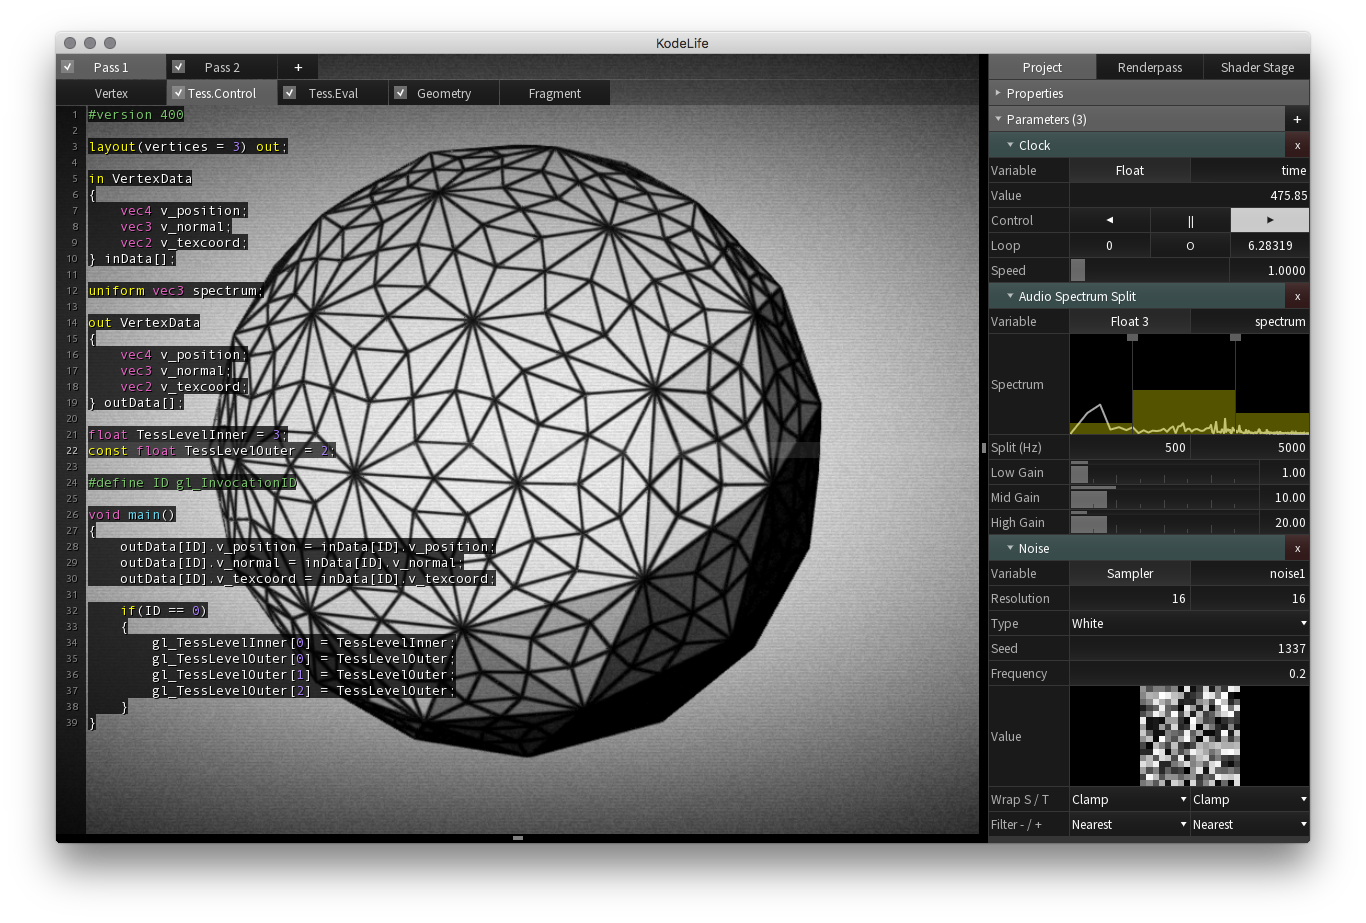 KodeLife
Pass 1 Pass 2 +
Vertex Tess.Control Tess.Eval Geometry Fragment
1 #version 400
2
3 layout(vertices = 3) out;
4
5 in VertexData
6 {
7 vec4 v_position;
8 vec3 v_normal;
9 vec2 v_texcoord;
10 } inData[];
11
12 uniform vec3 spectrum;
13
14 out VertexData
15 {
16 vec4 v_position;
17 vec3 v_normal;
18 vec2 v_texcoord;
19 } outData[];
20
21 float TessLevelInner = 3;
22 const float TessLevelOuter = 2;
23
24 #define ID gl_InvocationID
25
26 void main()
27 {
28 outData[ID].v_position = inData[ID].v_position;
29 outData[ID].v_normal = inData[ID].v_normal;
30 outData[ID].v_texcoord = inData[ID].v_texcoord;
31
32 if(ID == 0)
33 {
34 gl_TessLevelInner[0] = TessLevelInner;
35 gl_TessLevelOuter[0] = TessLevelOuter;
36 gl_TessLevelOuter[1] = TessLevelOuter;
37 gl_TessLevelOuter[2] = TessLevelOuter;
38 }
39 }
Project Renderpass Shader Stage
Properties
Parameters (3) +
Clock x
Variable Float time
Value 475.85
Control ◄ || ►
Loop 0 O 6.28319
Speed 1.0000
Audio Spectrum Split x
Variable Float 3 spectrum
Spectrum
Split (Hz) 500 5000
Low Gain 1.00
Mid Gain 10.00
High Gain 20.00
Noise x
Variable Sampler noise1
Resolution 16 16
Type White
Seed 1337
Frequency 0.2
Value
Wrap S / T Clamp Clamp
Filter - / + Nearest Nearest